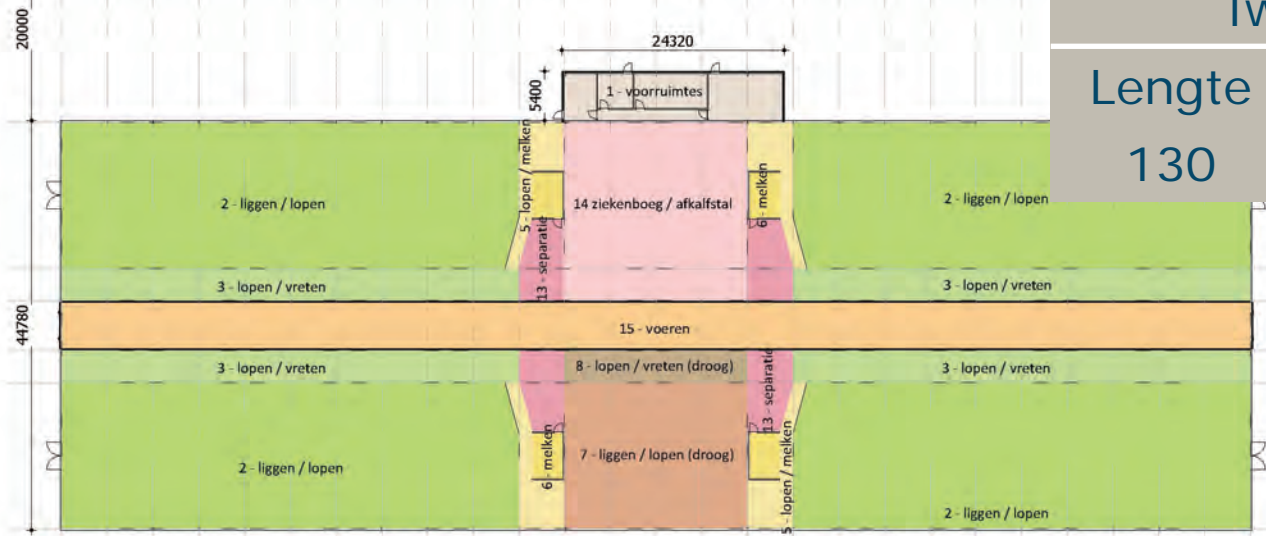 20000
24320
5400
1 - voorruimtes
Lengte
130
5 - lopen / melken
2 - liggen / lopen
14 ziekenboeg / afkalfstal
6 - melken
2 - liggen / lopen
13 - separatie
3 - lopen / vreten
3 - lopen / vreten
44780
15 - voeren
3 - lopen / vreten
8 - lopen / vreten (droog)
13 - separatie
3 - lopen / vreten
2 - liggen / lopen
6 - melken
7 - liggen / lopen (droog)
5 - lopen / melken
2 - liggen / lopen